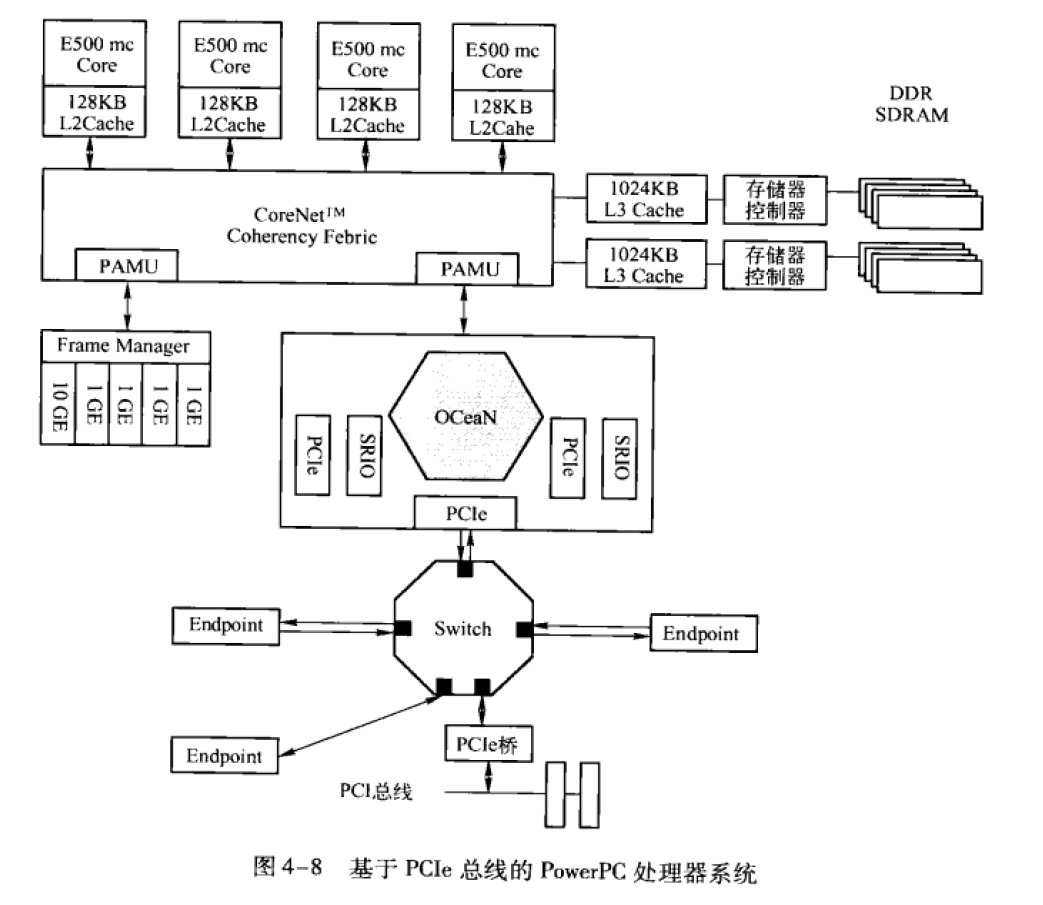 E500 mc
Core
128KB
L2Cache
E500 mc
Core
128KB
L2Cache
E500 mc
Core
128KB
L2Cache
E500 mc
Core
128KB
L2Cahe
DDR
SDRAM
CoreNet™
Coherency Febric
PAMU
PAMU
1024KB
L3 Cache
存储器
控制器
1024KB
L3 Cache
存储器
控制器
Frame Manager
10 GE
1 GE
1 GE
1 GE
1 GE
OCeaN
PCIe
SRIO
PCIe
SRIO
PCIe
Endpoint
Switch
Endpoint
Endpoint
PCIe桥
PCI总线
图 4-8 基于 PCIe 总线的 PowerPC 处理器系统